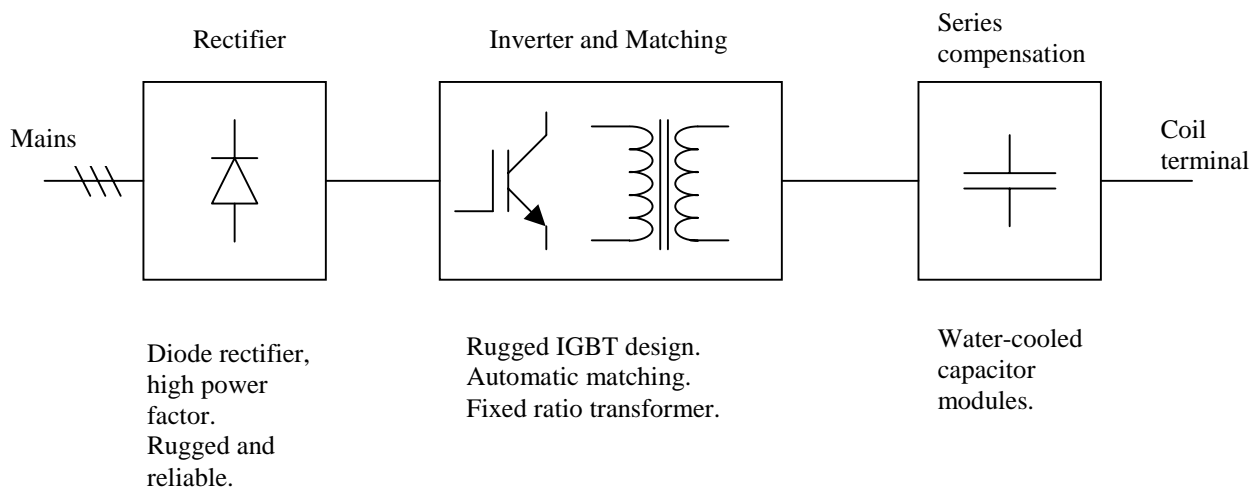 Rectifier
Inverter and Matching
Series
compensation
Mains
Coil
terminal
Diode rectifier,
high power
factor.
Rugged and
reliable.
Rugged IGBT design.
Automatic matching.
Fixed ratio transformer.
Water-cooled
capacitor
modules.